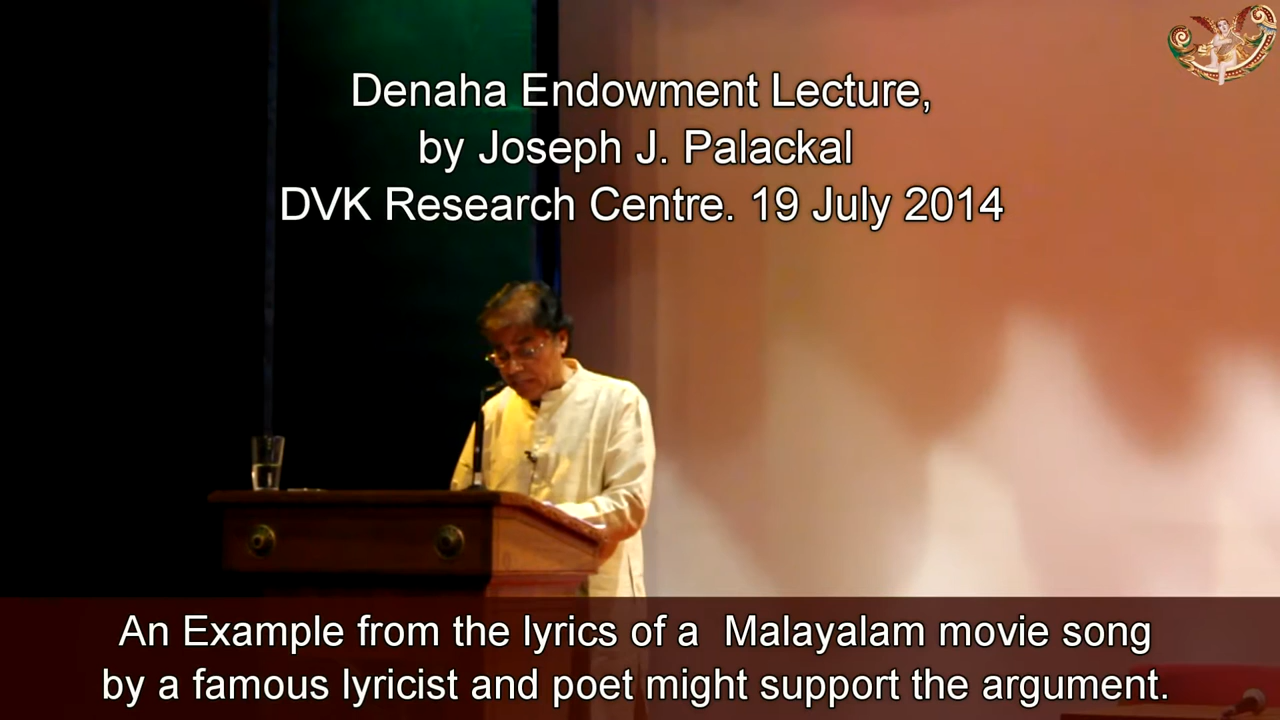 Denaha Endowment Lecture,
by Joseph J. Palackal
DVK Research Centre. 19 July 2014
An Example from the lyrics of a  Malayalam movie song
by a famous lyricist and poet might support the argument.